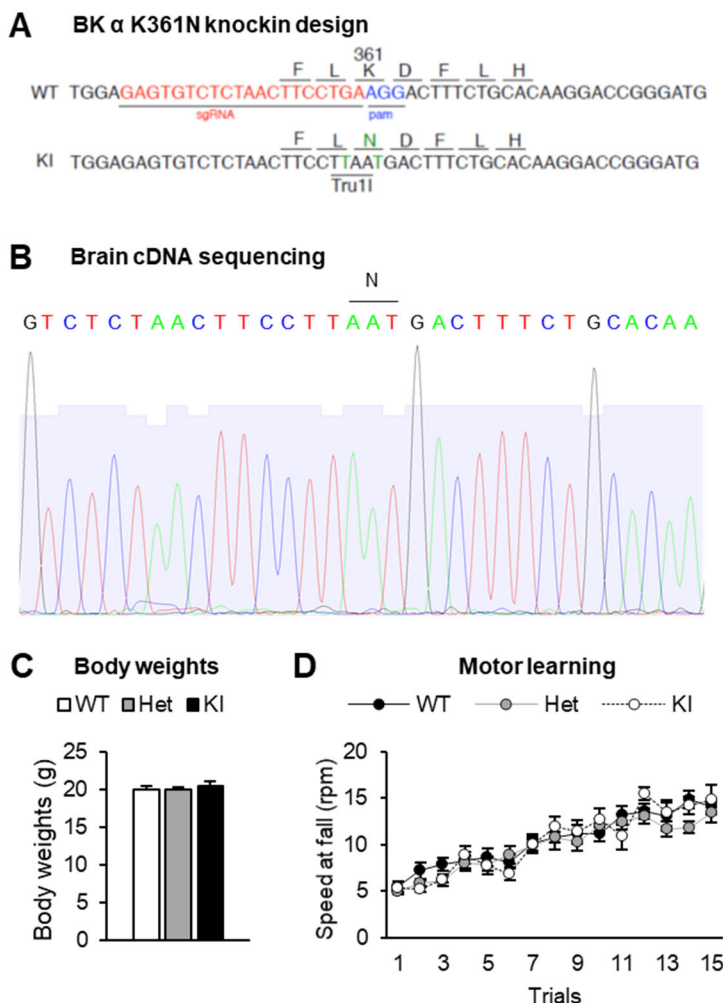 A BK α K361N knockin design
361
F L K D F L H
WT TGGAGAGTGTCTCTAACTTCCTGAAGGACTTTCTGCACAAGGACCGGGATG
sgRNA pam
F L N D F L H
KI TGGAGAGTGTCTCTAACTTCCTTAATGACTTTCTGCACAAGGACCGGGATG
Tru1I
B Brain cDNA sequencing
N
G T C T C T A A C T T C C T T A A T G A C T T T C T G C A C A A
C Body weights
WT Het KI
Body weights (g)
25
20
15
10
5
0
D Motor learning
WT Het KI
Speed at fall (rpm)
20
15
10
5
0
1 3 5 7 9 11 13 15
Trials